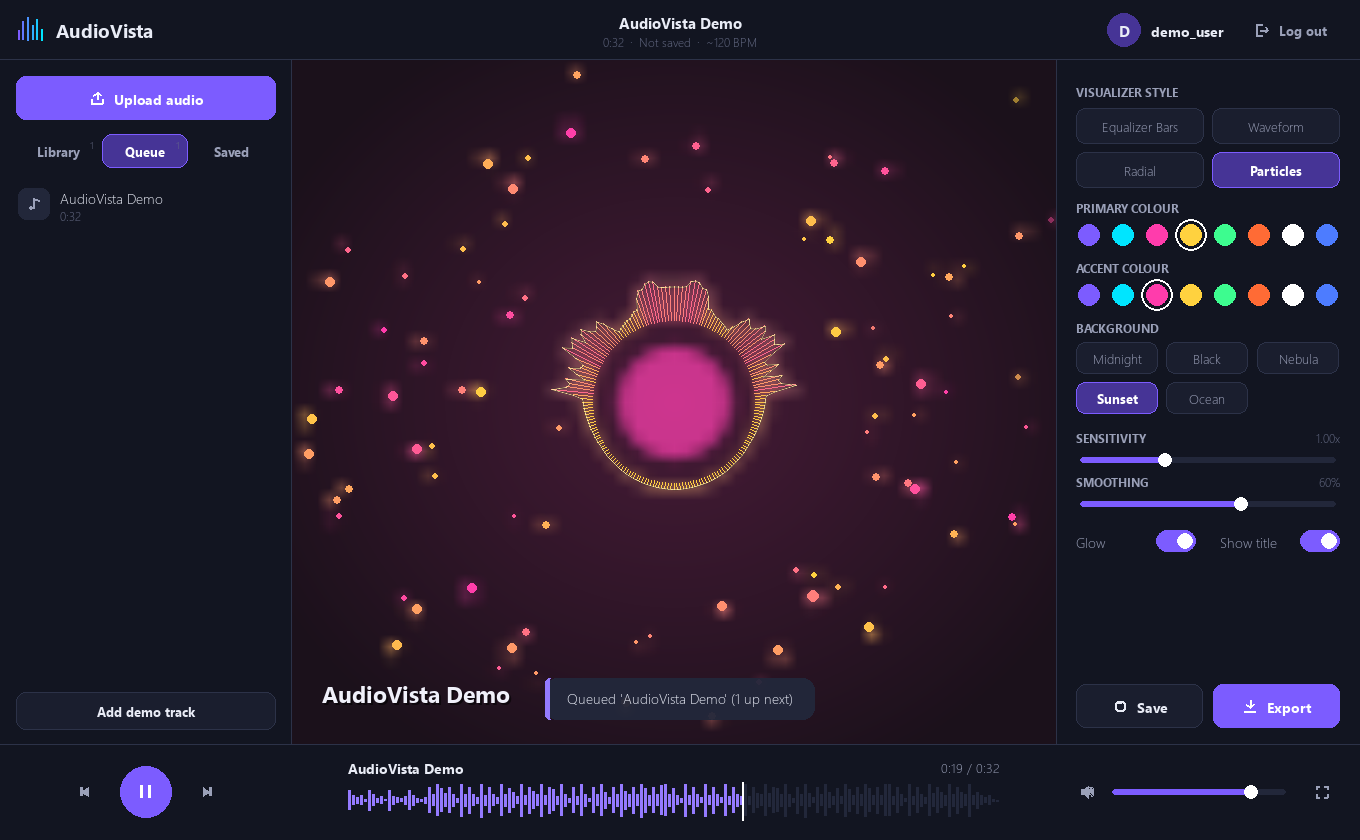 AudioVista
AudioVista Demo
0:32 · Not saved · ~120 BPM
D demo_user Log out
Upload audio
Library 1 Queue 1 Saved
AudioVista Demo
0:32
Add demo track
AudioVista Demo
Queued 'AudioVista Demo' (1 up next)
VISUALIZER STYLE
Equalizer Bars Waveform
Radial Particles
PRIMARY COLOUR
ACCENT COLOUR
BACKGROUND
Midnight Black Nebula
Sunset Ocean
SENSITIVITY 1.00x
SMOOTHING 60%
Glow Show title
Save Export
AudioVista Demo 0:19 / 0:32